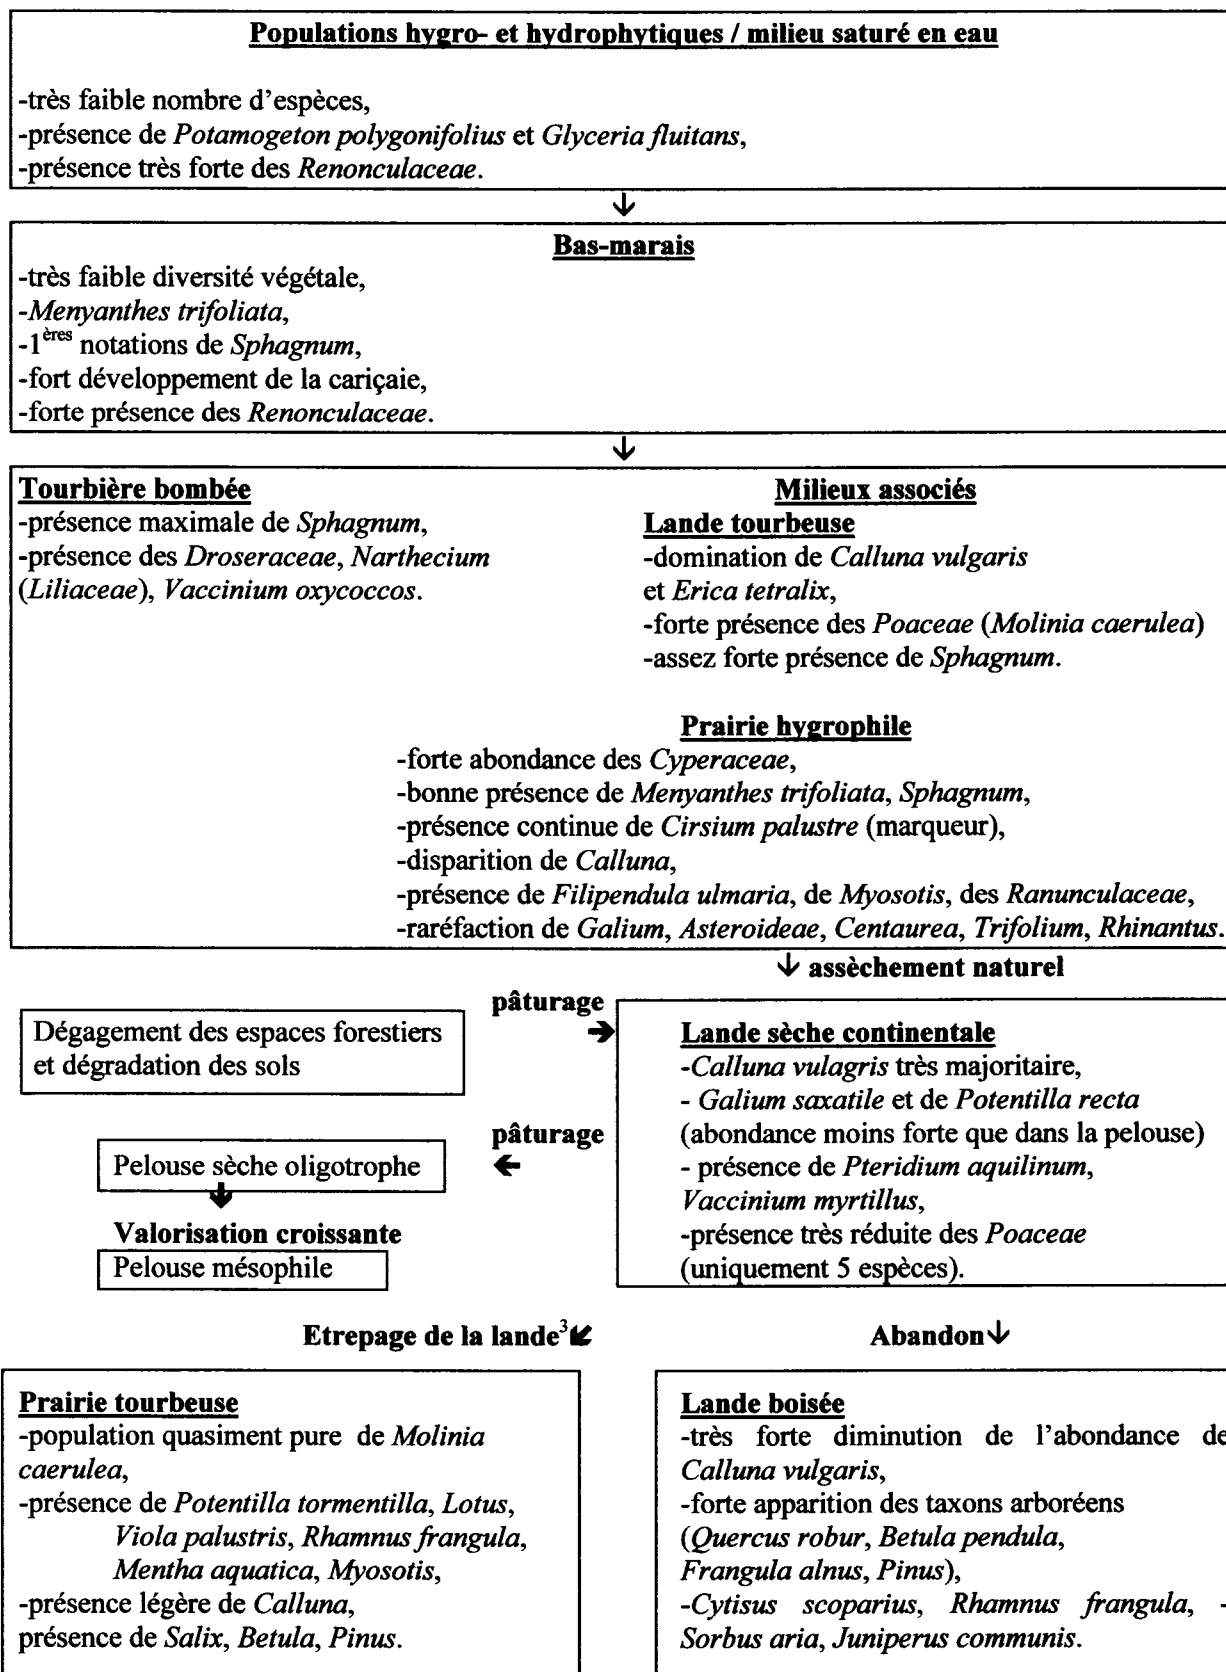 Populations hygro- et hydrophytiques / milieu saturé en eau
-très faible nombre d'espèces,
-présence de Potamogeton polygonifolius et Glyceria fluitans,
-présence très forte des Renonculaceae.
↓
Bas-marais
-très faible diversité végétale,
-Menyanthes trifoliata,
-1ères notations de Sphagnum,
-fort développement de la cariçaie,
-forte présence des Renonculaceae.
↓
Tourbière bombée
-présence maximale de Sphagnum,
-présence des Droseraceae, Narthecium
(Liliaceae), Vaccinium oxycoccos.
Milieux associés
Lande tourbeuse
-domination de Calluna vulgaris
et Erica tetralix,
-forte présence des Poaceae (Molinia caerulea)
-assez forte présence de Sphagnum.
Prairie hygrophile
-forte abondance des Cyperaceae,
-bonne présence de Menyanthes trifoliata, Sphagnum,
-présence continue de Cirsium palustre (marqueur),
-disparition de Calluna,
-présence de Filipendula ulmaria, de Myosotis, des Ranunculaceae,
-raréfaction de Galium, Asteroideae, Centaurea, Trifolium, Rhinantus.
↓ assèchement naturel
pâturage
→
Dégagement des espaces forestiers
et dégradation des sols
Lande sèche continentale
-Calluna vulagris très majoritaire,
- Galium saxatile et de Potentilla recta
(abondance moins forte que dans la pelouse)
- présence de Pteridium aquilinum,
Vaccinium myrtillus,
-présence très réduite des Poaceae
(uniquement 5 espèces).
pâturage
←
Pelouse sèche oligotrophe
↓
Valorisation croissante
Pelouse mésophile
Etrepage de la lande3↙
Abandon↓
Prairie tourbeuse
-population quasiment pure de Molinia
caerulea,
-présence de Potentilla tormentilla, Lotus,
Viola palustris, Rhamnus frangula,
Mentha aquatica, Myosotis,
-présence légère de Calluna,
présence de Salix, Betula, Pinus.
Lande boisée
-très forte diminution de l'abondance de
Calluna vulgaris,
-forte apparition des taxons arboréens
(Quercus robur, Betula pendula,
Frangula alnus, Pinus),
-Cytisus scoparius, Rhamnus frangula, -
Sorbus aria, Juniperus communis.